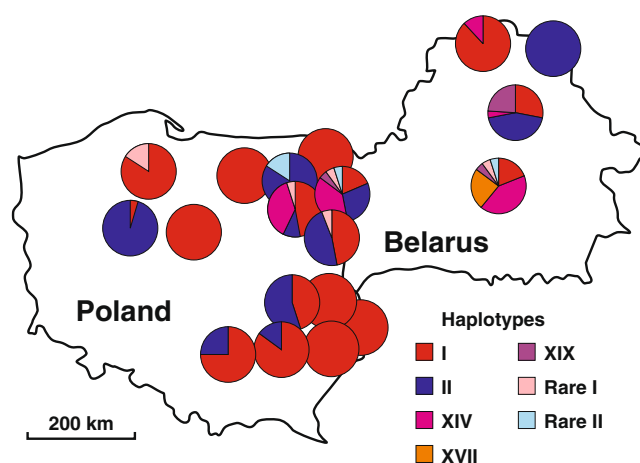 Belarus
Poland
Haplotypes
I
XIX
II
Rare I
XIV
Rare II
XVII
200 km